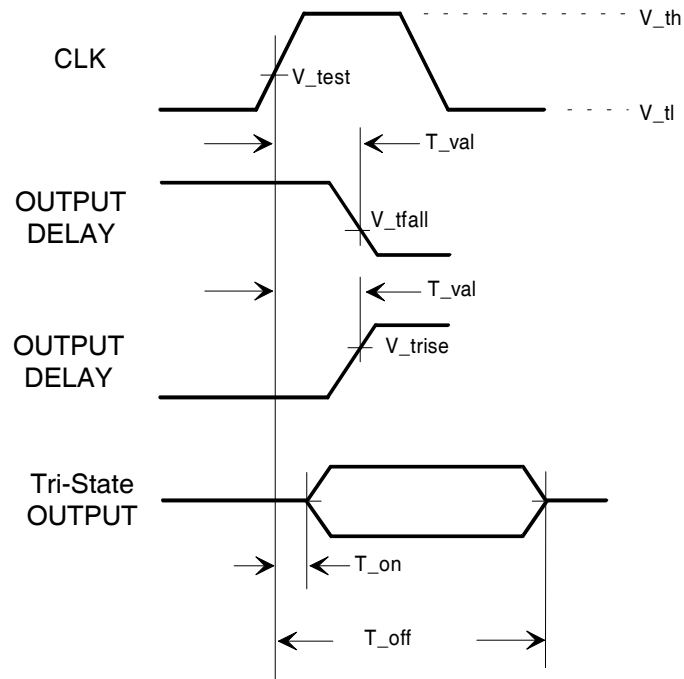 V_th
CLK
V_test
V_tl
T_val
OUTPUT
DELAY
V_tfall
T_val
OUTPUT
DELAY
V_trise
Tri-State
OUTPUT
T_on
T_off